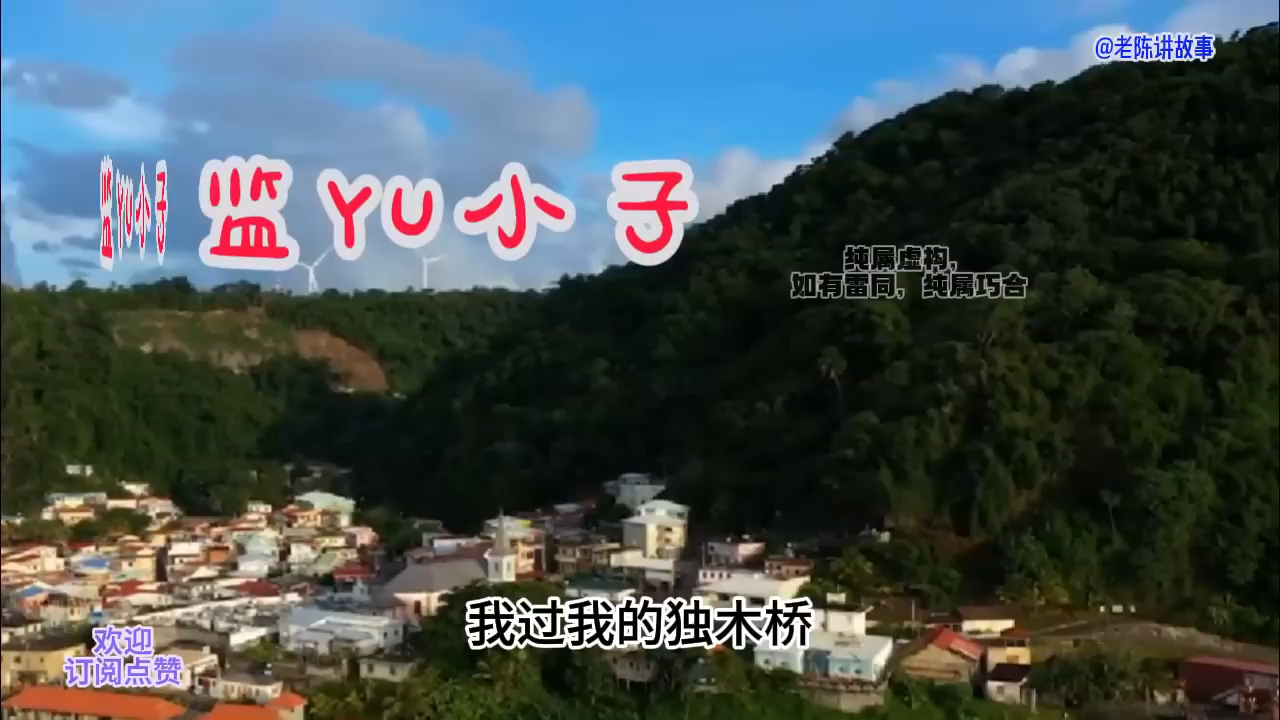 @老陈讲故事
监YU小子
监YU小子
纯属虚构，
如有雷同，纯属巧合
我过我的独木桥
欢迎
订阅点赞